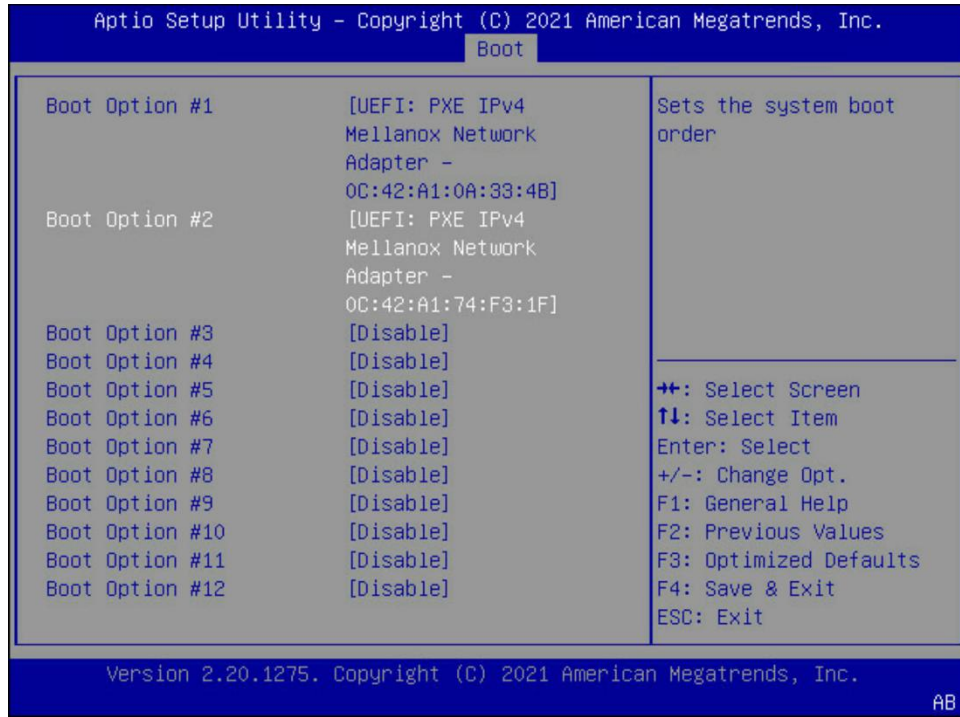 Aptio Setup Utility – Copyright (C) 2021 American Megatrends, Inc.
Boot
Boot Option #1 [UEFI: PXE IPv4
Mellanox Network
Adapter –
0C:42:A1:0A:33:4B]
Boot Option #2 [UEFI: PXE IPv4
Mellanox Network
Adapter –
0C:42:A1:74:F3:1F]
Boot Option #3 [Disable]
Boot Option #4 [Disable]
Boot Option #5 [Disable]
Boot Option #6 [Disable]
Boot Option #7 [Disable]
Boot Option #8 [Disable]
Boot Option #9 [Disable]
Boot Option #10 [Disable]
Boot Option #11 [Disable]
Boot Option #12 [Disable]
Sets the system boot
order
→←: Select Screen
↑↓: Select Item
Enter: Select
+/–: Change Opt.
F1: General Help
F2: Previous Values
F3: Optimized Defaults
F4: Save & Exit
ESC: Exit
Version 2.20.1275. Copyright (C) 2021 American Megatrends, Inc.
AB